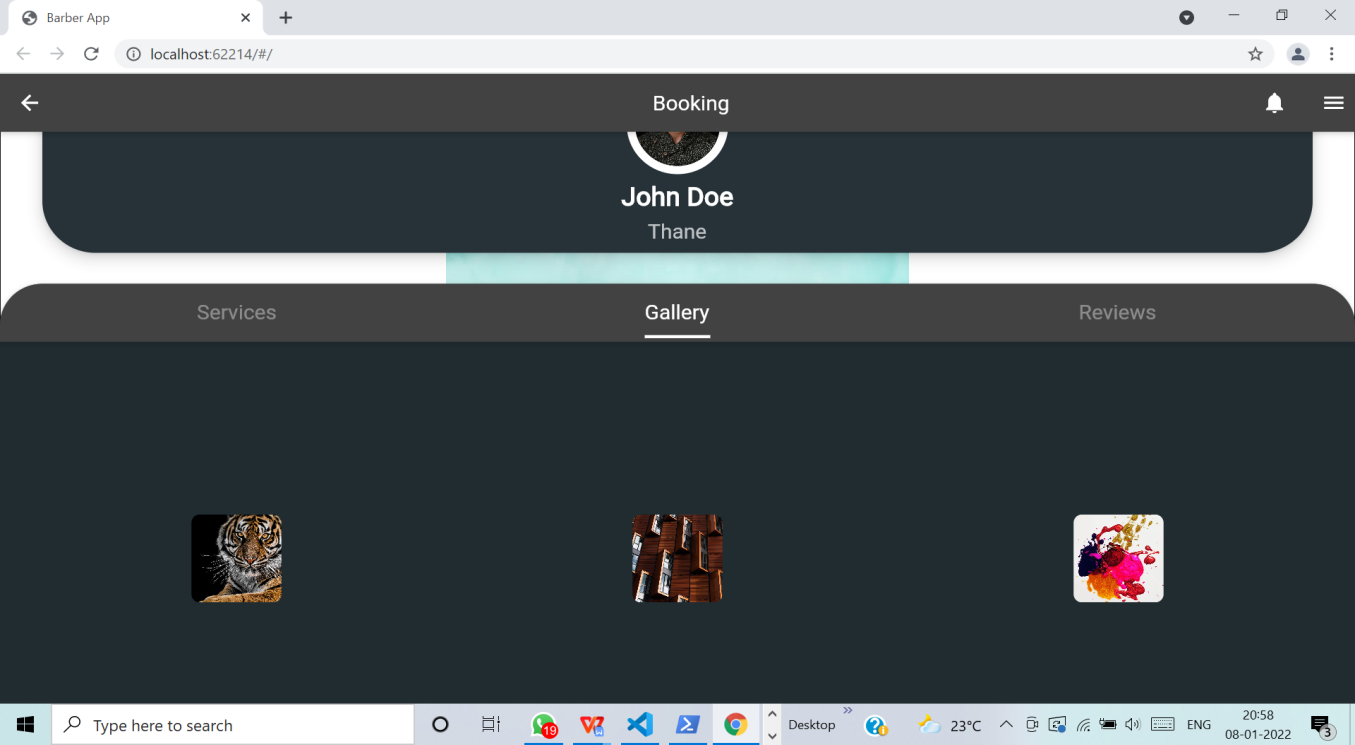 Barber App
localhost:62214/#/
Booking
John Doe
Thane
Services
Gallery
Reviews
Type here to search
19
Desktop
23°C
ENG
20:58
08-01-2022
3